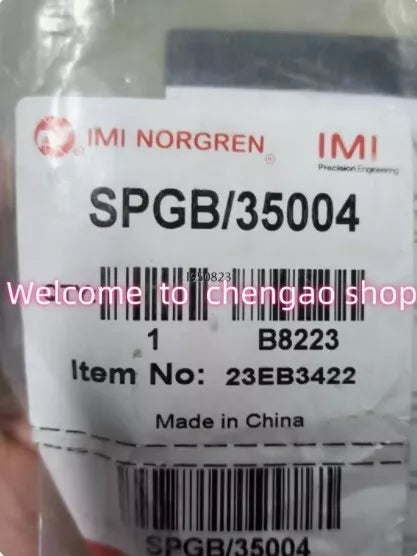 IMI NORGREN® IMI
Precision Engineering
SPGB/35004
Welcome to chengao shop
1 B8223
Item No: 23EB3422
Made in China
SPGB/35004